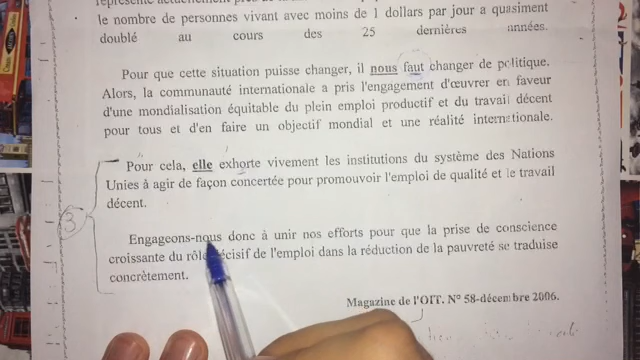 le nombre de personnes vivant avec moins de 1 dollars par jour a quasiment
doublé au cours des 25 dernières années.
Pour que cette situation puisse changer, il nous faut changer de politique.
Alors, la communauté internationale a pris l'engagement d'œuvrer en faveur
d'une mondialisation équitable du plein emploi productif et du travail décent
pour tous et d'en faire un objectif mondial et une réalité internationale.
Pour cela, elle exhorte vivement les institutions du système des Nations
Unies à agir de façon concertée pour promouvoir l'emploi de qualité et le travail
décent.
3
Engageons-nous donc à unir nos efforts pour que la prise de conscience
croissante du rôle décisif de l'emploi dans la réduction de la pauvreté se traduise
concrètement.
Magazine de l'OIT. N° 58-décembre 2006.